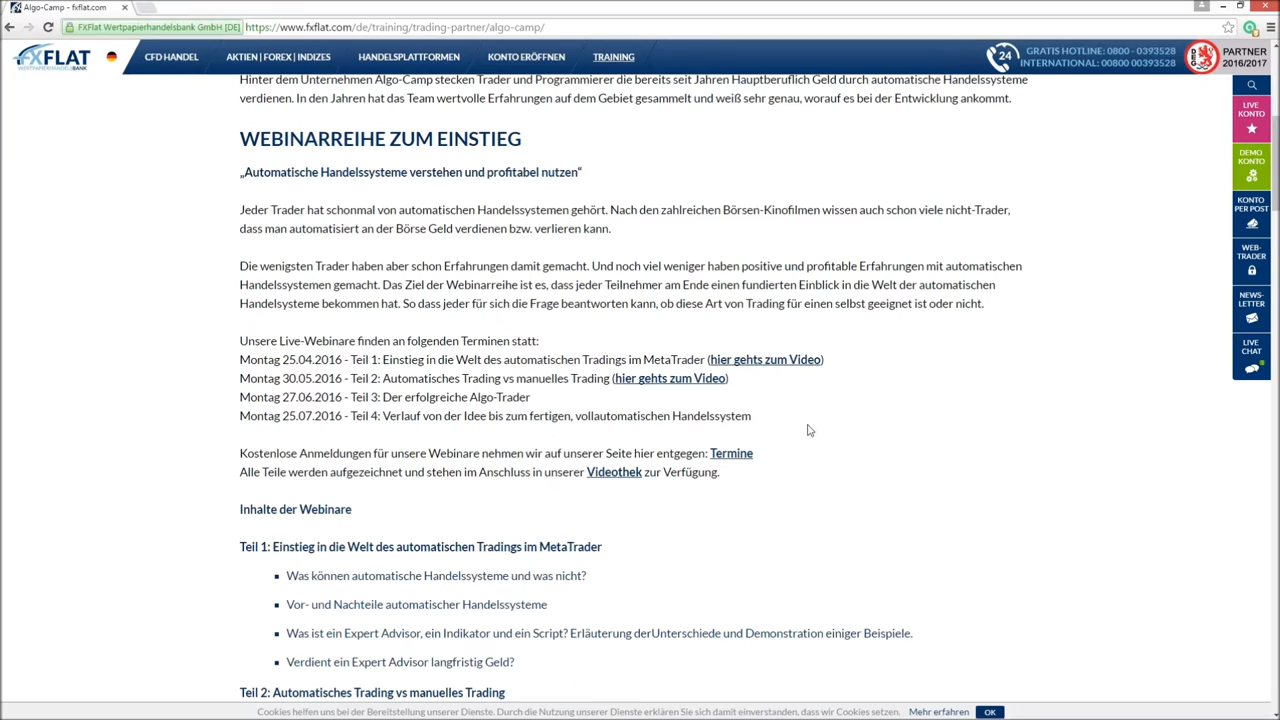 Algo-Camp - fxflat.com
FXFlat Wertpapierhandelsbank GmbH [DE]
https://www.fxflat.com/de/training/trading-partner/algo-camp/
FXFLAT
WERTPAPIERHANDELSBANK
CFD HANDEL
AKTIEN | FOREX | INDIZES
HANDELSPLATTFORMEN
KONTO ERÖFFNEN
TRAINING
24
GRATIS HOTLINE: 0800 - 0393528
INTERNATIONAL: 00800 00393528
DEG
PARTNER
2016/2017
Hinter dem Unternehmen Algo-Camp stecken Trader und Programmierer die bereits seit Jahren Hauptberuflich Geld durch automatische Handelssysteme
verdienen. In den Jahren hat das Team wertvolle Erfahrungen auf dem Gebiet gesammelt und weiß sehr genau, worauf es bei der Entwicklung ankommt.
WEBINARREIHE ZUM EINSTIEG
„Automatische Handelssysteme verstehen und profitabel nutzen“
Jeder Trader hat schonmal von automatischen Handelssystemen gehört. Nach den zahlreichen Börsen-Kinofilmen wissen auch schon viele nicht-Trader,
dass man automatisiert an der Börse Geld verdienen bzw. verlieren kann.
Die wenigsten Trader haben aber schon Erfahrungen damit gemacht. Und noch viel weniger haben positive und profitable Erfahrungen mit automatischen
Handelssystemen gemacht. Das Ziel der Webinarreihe ist es, dass jeder Teilnehmer am Ende einen fundierten Einblick in die Welt der automatischen
Handelsysteme bekommen hat. So dass jeder für sich die Frage beantworten kann, ob diese Art von Trading für einen selbst geeignet ist oder nicht.
Unsere Live-Webinare finden an folgenden Terminen statt:
Montag 25.04.2016 - Teil 1: Einstieg in die Welt des automatischen Tradings im MetaTrader (hier gehts zum Video)
Montag 30.05.2016 - Teil 2: Automatisches Trading vs manuelles Trading (hier gehts zum Video)
Montag 27.06.2016 - Teil 3: Der erfolgreiche Algo-Trader
Montag 25.07.2016 - Teil 4: Verlauf von der Idee bis zum fertigen, vollautomatischen Handelssystem
Kostenlose Anmeldungen für unsere Webinare nehmen wir auf unserer Seite hier entgegen: Termine
Alle Teile werden aufgezeichnet und stehen im Anschluss in unserer Videothek zur Verfügung.
Inhalte der Webinare
Teil 1: Einstieg in die Welt des automatischen Tradings im MetaTrader
Was können automatische Handelssysteme und was nicht?
Vor- und Nachteile automatischer Handelssysteme
Was ist ein Expert Advisor, ein Indikator und ein Script? Erläuterung derUnterschiede und Demonstration einiger Beispiele.
Verdient ein Expert Advisor langfristig Geld?
Teil 2: Automatisches Trading vs manuelles Trading
LIVE
KONTO
DEMO
KONTO
KONTO
PER POST
WEB-
TRADER
NEWS-
LETTER
LIVE
CHAT
Cookies helfen uns bei der Bereitstellung unserer Dienste. Durch die Nutzung unserer Dienste erklären Sie sich damit einverstanden, dass wir Cookies setzen. Mehr erfahren OK